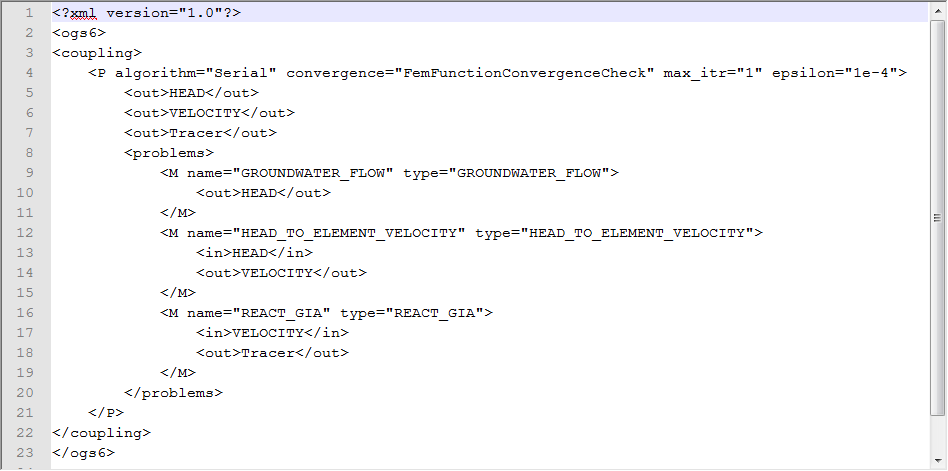 1 <?xml version="1.0"?>
2 <ogs6>
3 <coupling>
4     <P algorithm="Serial" convergence="FemFunctionConvergenceCheck" max_itr="1" epsilon="1e-4">
5         <out>HEAD</out>
6         <out>VELOCITY</out>
7         <out>Tracer</out>
8         <problems>
9             <M name="GROUNDWATER_FLOW" type="GROUNDWATER_FLOW">
10                 <out>HEAD</out>
11             </M>
12             <M name="HEAD_TO_ELEMENT_VELOCITY" type="HEAD_TO_ELEMENT_VELOCITY">
13                 <in>HEAD</in>
14                 <out>VELOCITY</out>
15             </M>
16             <M name="REACT_GIA" type="REACT_GIA">
17                 <in>VELOCITY</in>
18                 <out>Tracer</out>
19             </M>
20         </problems>
21     </P>
22 </coupling>
23 </ogs6>